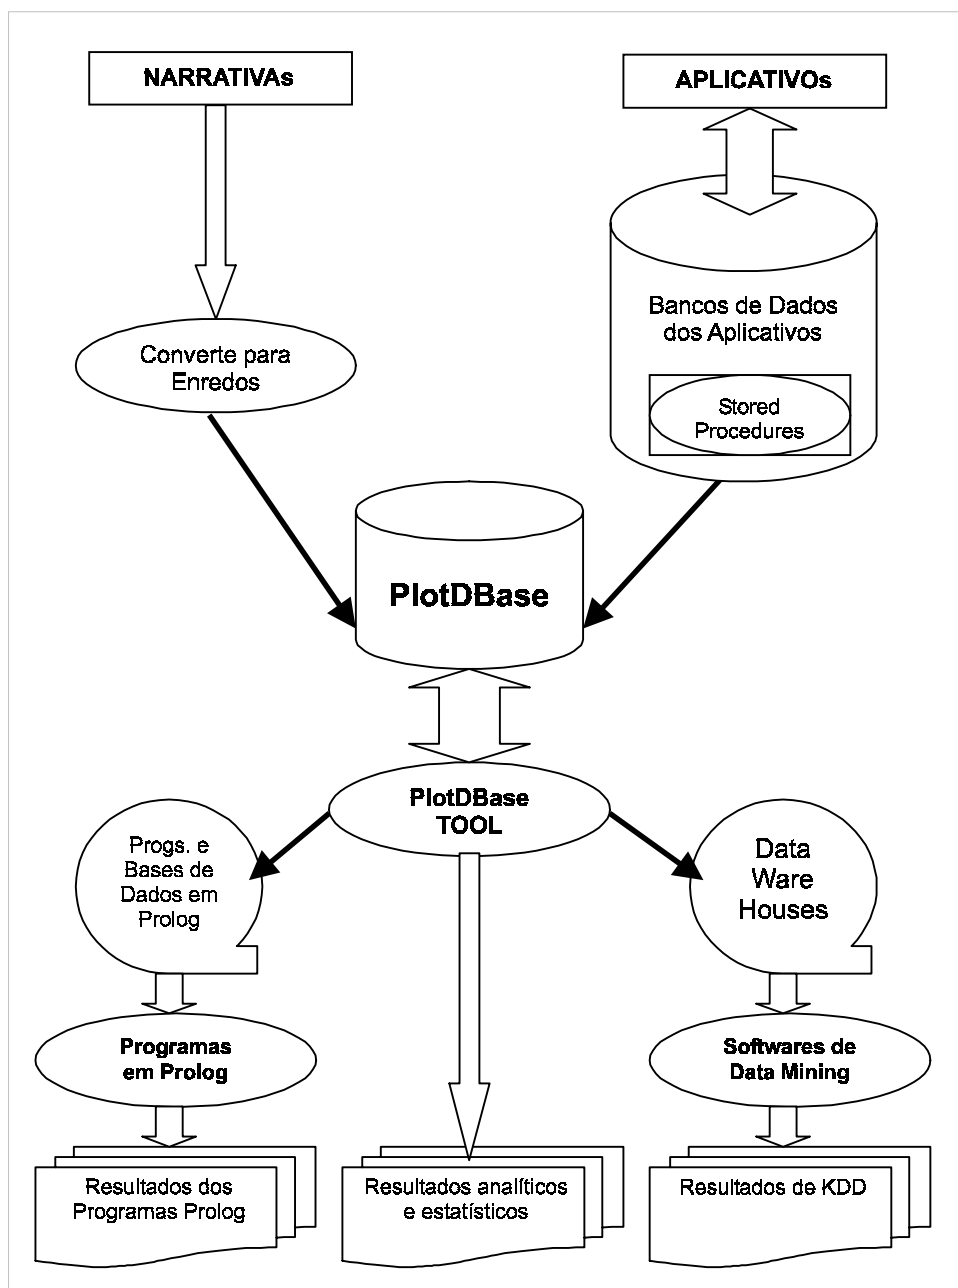 NARRATIVAs
APLICATIVOs
Bancos de Dados
dos Aplicativos
Converte para
Enredos
Stored
Procedures
PlotDBase
PlotDBase
TOOL
Progs. e
Bases de
Dados em
Prolog
Data
Ware
Houses
Programas
em Prolog
Softwares de
Data Mining
Resultados dos
Programas Prolog
Resultados analíticos
e estatísticos
Resultados de KDD